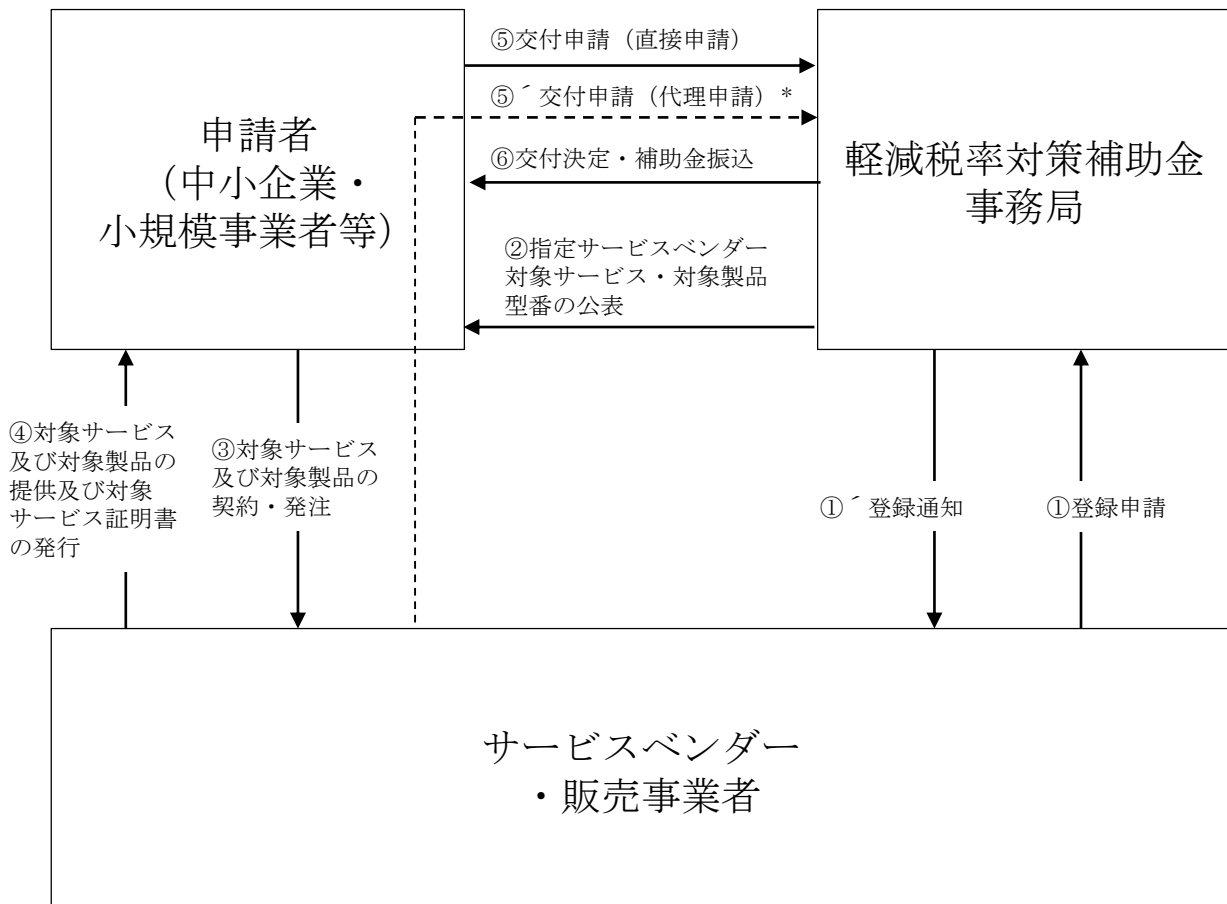 ⑤交付申請（直接申請）
⑤´交付申請（代理申請）*
申請者
（中小企業・
小規模事業者等）
⑥交付決定・補助金振込
軽減税率対策補助金
事務局
②指定サービスベンダー
対象サービス・対象製品
型番の公表
④対象サービス
及び対象製品の
提供及び対象
サービス証明書
の発行
③対象サービス
及び対象製品の
契約・発注
①´登録通知
①登録申請
サービスベンダー
・販売事業者